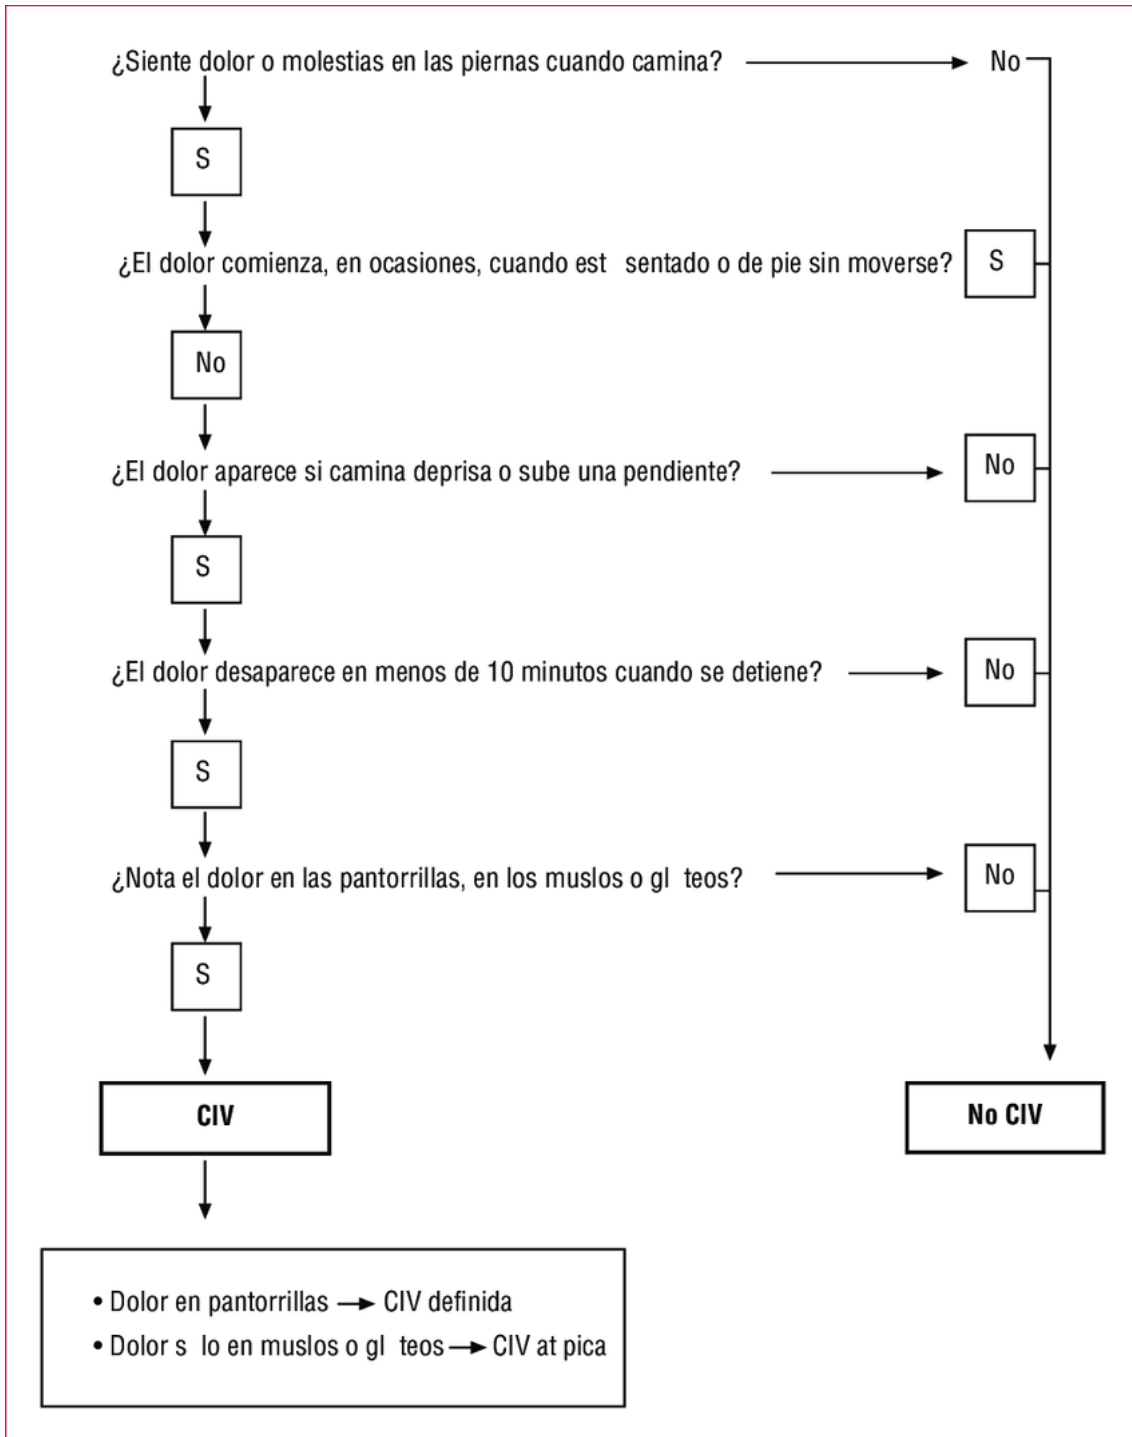 ¿Siente dolor o molestias en las piernas cuando camina? No
S
¿El dolor comienza, en ocasiones, cuando est sentado o de pie sin moverse? S
No
¿El dolor aparece si camina deprisa o sube una pendiente? No
S
¿El dolor desaparece en menos de 10 minutos cuando se detiene? No
S
¿Nota el dolor en las pantorrillas, en los muslos o gl teos? No
S
CIV
No CIV
• Dolor en pantorrillas → CIV definida
• Dolor s lo en muslos o gl teos → CIV at pica